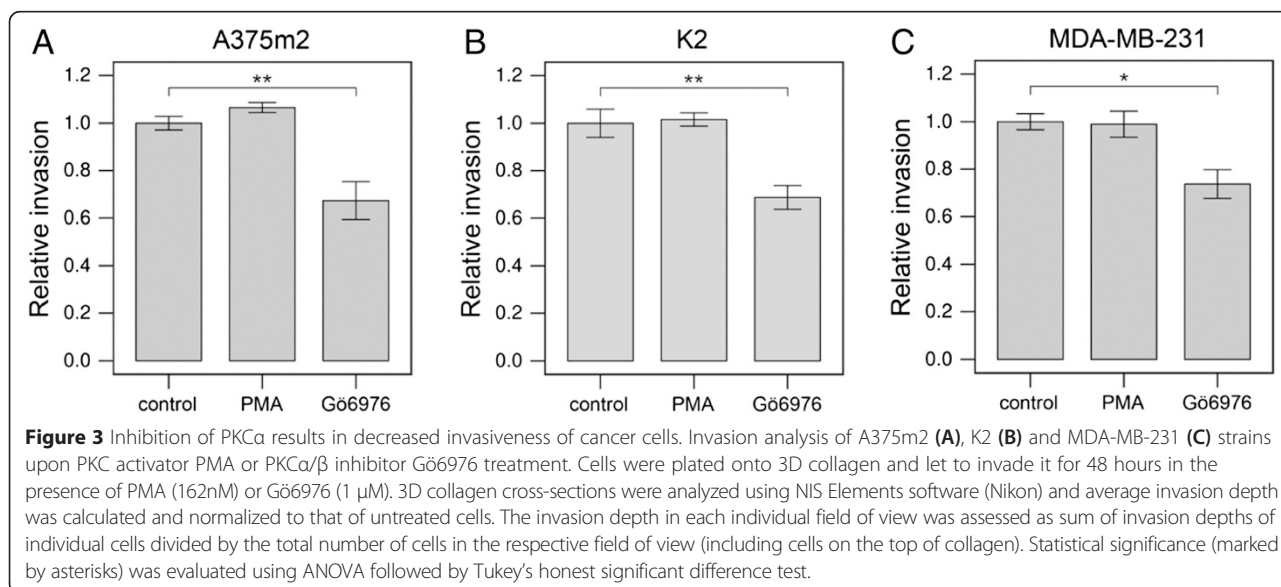 A
A375m2
**
Relative invasion
1.2
1.0
0.8
0.6
0.4
0.2
0.0
control PMA Gö6976
B
K2
**
Relative invasion
1.2
1.0
0.8
0.6
0.4
0.2
0.0
control PMA Gö6976
C
MDA-MB-231
*
Relative invasion
1.2
1.0
0.8
0.6
0.4
0.2
0.0
control PMA Gö6976
Figure 3 Inhibition of PKCα results in decreased invasiveness of cancer cells. Invasion analysis of A375m2 (A), K2 (B) and MDA-MB-231 (C) strains
upon PKC activator PMA or PKCα/β inhibitor Gö6976 treatment. Cells were plated onto 3D collagen and let to invade it for 48 hours in the
presence of PMA (162nM) or Gö6976 (1 μM). 3D collagen cross-sections were analyzed using NIS Elements software (Nikon) and average invasion depth
was calculated and normalized to that of untreated cells. The invasion depth in each individual field of view was assessed as sum of invasion depths of
individual cells divided by the total number of cells in the respective field of view (including cells on the top of collagen). Statistical significance (marked
by asterisks) was evaluated using ANOVA followed by Tukey's honest significant difference test.